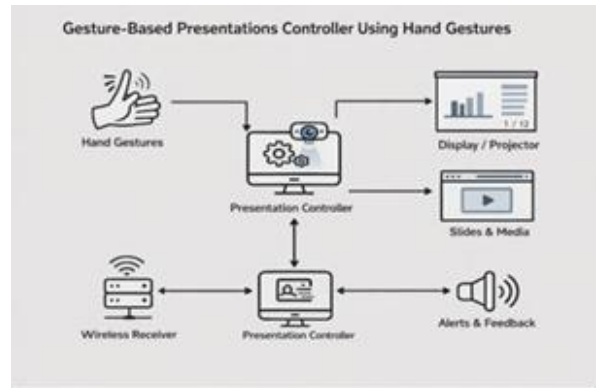 Gesture-Based Presentations Controller Using Hand Gestures
Hand Gestures
1 / 12
Display / Projector
Presentation Controller
Slides & Media
Wireless Receiver
Presentation Controller
Alerts & Feedback